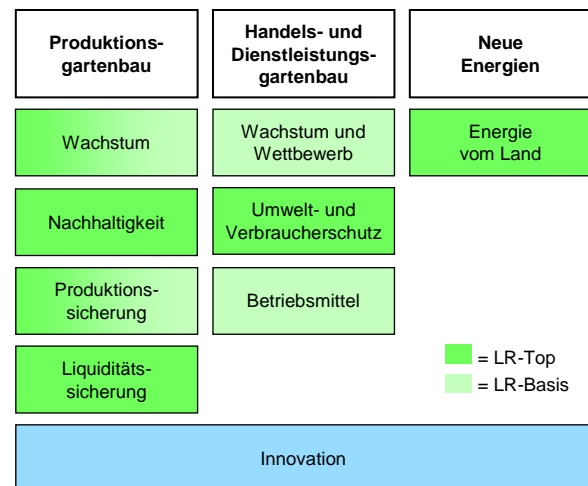 Produktions-
gartenbau
Handels- und
Dienstleistungs-
gartenbau
Neue
Energien
Wachstum
Wachstum und
Wettbewerb
Energie
vom Land
Nachhaltigkeit
Umwelt- und
Verbraucherschutz
Produktions-
sicherung
Betriebsmittel
Liquiditäts-
sicherung
= LR-Top
= LR-Basis
Innovation